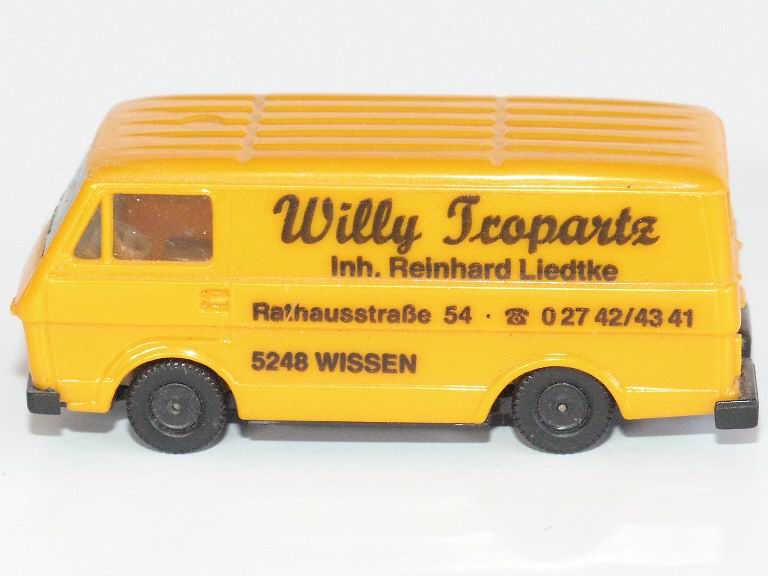 Willy Tropartz
Inh. Reinhard Liedtke
Rathausstraße 54 · ☎ 0 27 42/43 41
5248 WISSEN